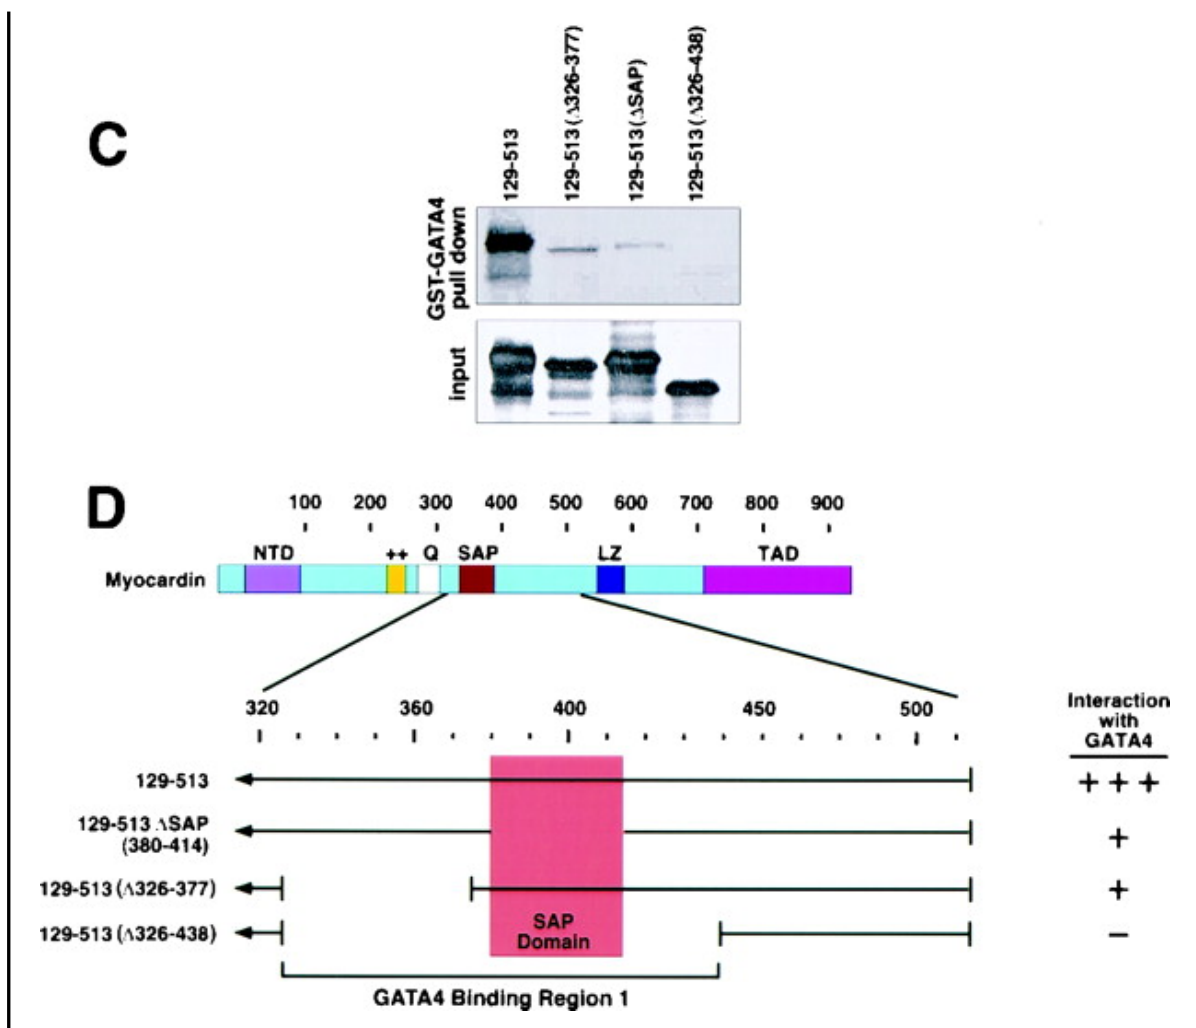 C
129-513
129-513 (Δ326-377)
129-513 (ΔSAP)
129-513 (Δ326-438)
GST-GATA4
pull down
input
D
100 200 300 400 500 600 700 800 900
NTD ++ Q SAP LZ TAD
Myocardin
320 360 400 450 500
Interaction
with
GATA4
129-513 +++
129-513 ΔSAP
(380-414) +
129-513 (Δ326-377) +
129-513 (Δ326-438) −
SAP
Domain
GATA4 Binding Region 1